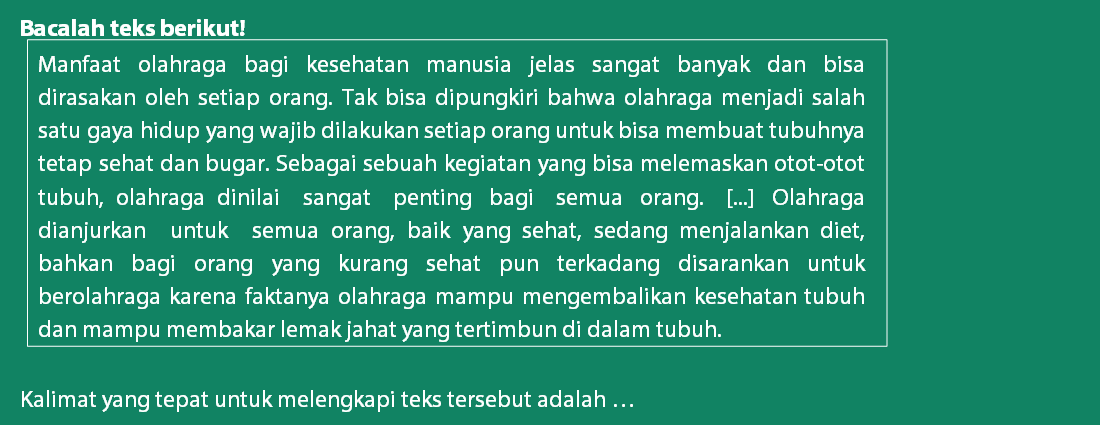 Bacalah teks berikut!
Manfaat olahraga bagi kesehatan manusia jelas sangat banyak dan bisa
dirasakan oleh setiap orang. Tak bisa dipungkiri bahwa olahraga menjadi salah
satu gaya hidup yang wajib dilakukan setiap orang untuk bisa membuat tubuhnya
tetap sehat dan bugar. Sebagai sebuah kegiatan yang bisa melemaskan otot-otot
tubuh, olahraga dinilai sangat penting bagi semua orang. [...] Olahraga
dianjurkan untuk semua orang, baik yang sehat, sedang menjalankan diet,
bahkan bagi orang yang kurang sehat pun terkadang disarankan untuk
berolahraga karena faktanya olahraga mampu mengembalikan kesehatan tubuh
dan mampu membakar lemak jahat yang tertimbun di dalam tubuh.
Kalimat yang tepat untuk melengkapi teks tersebut adalah ...